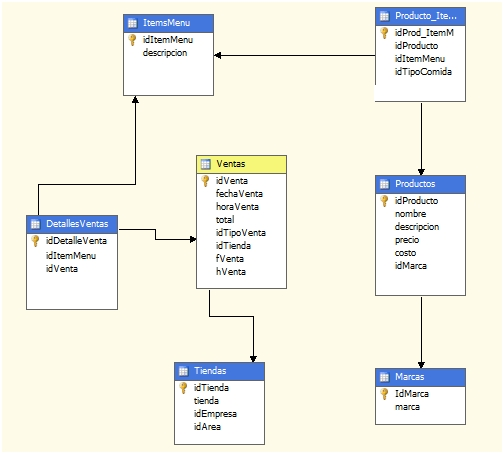 ItemsMenu
idItemMenu
descripcion
Producto_Ite...
idProd_ItemM
idProducto
idItemMenu
idTipoComida
Ventas
idVenta
fechaVenta
horaVenta
total
idTipoVenta
idTienda
fVenta
hVenta
Productos
idProducto
nombre
descripcion
precio
costo
idMarca
DetallesVentas
idDetalleVenta
idItemMenu
idVenta
Tiendas
idTienda
tienda
idEmpresa
idArea
Marcas
IdMarca
marca